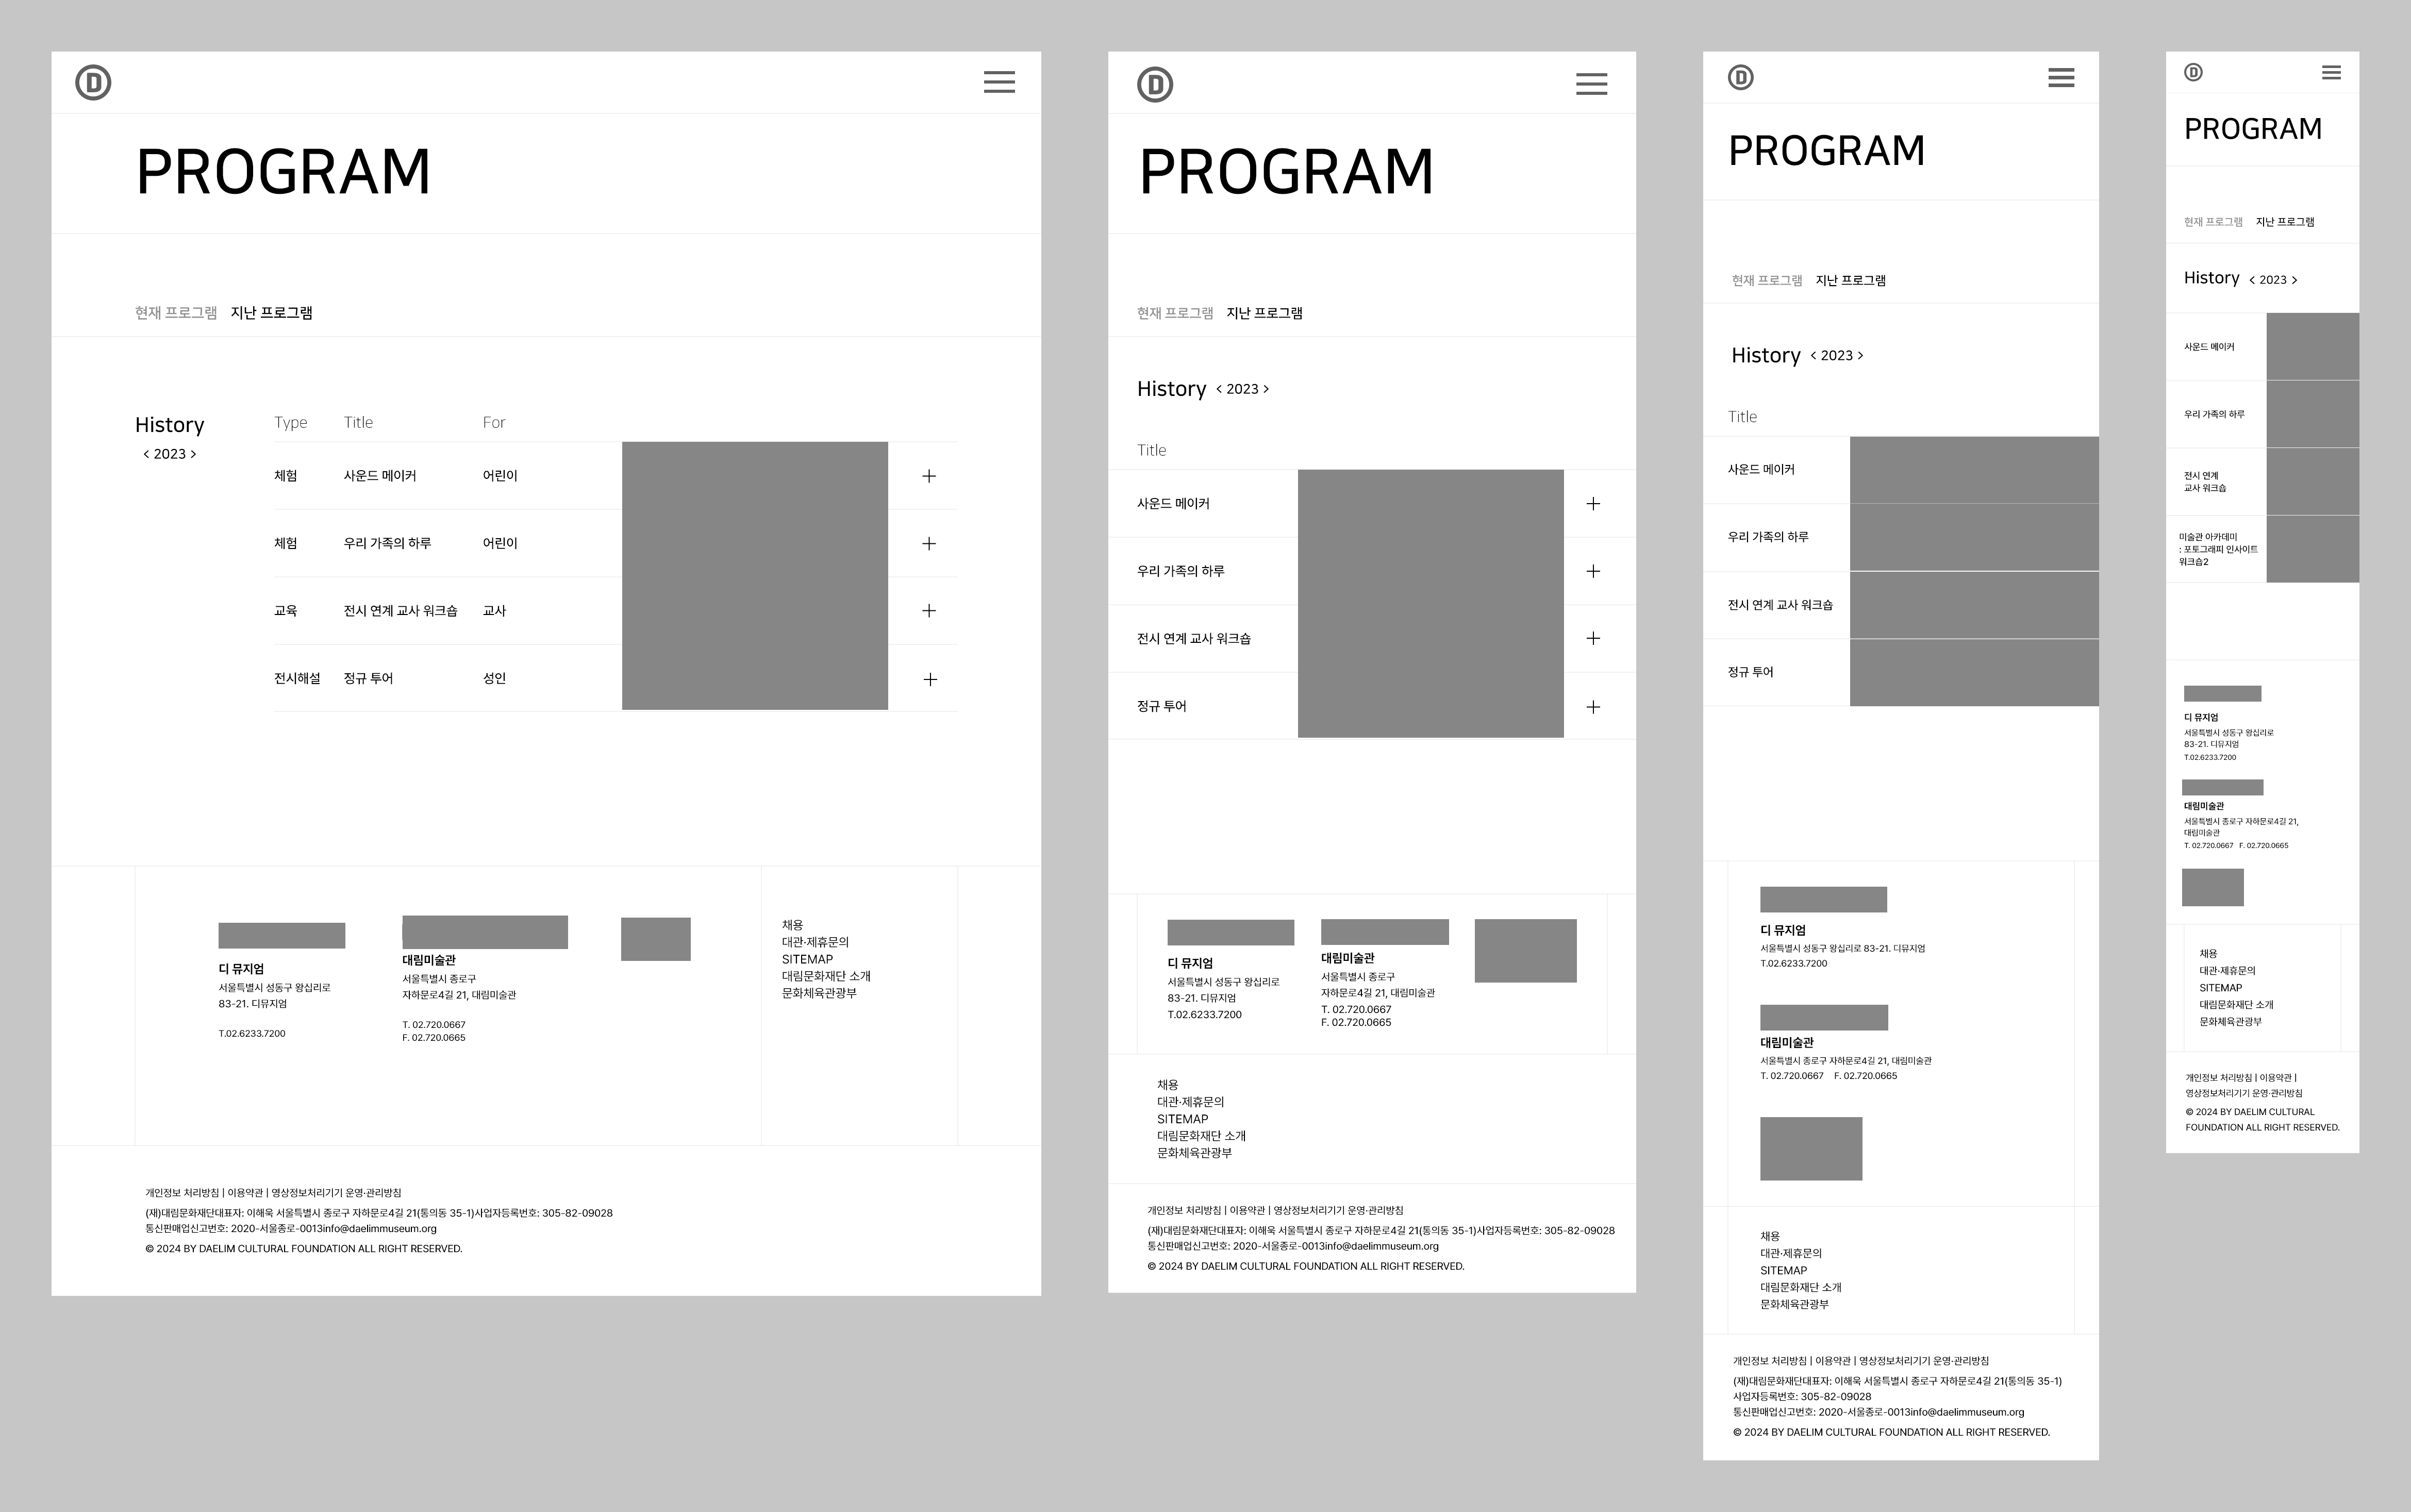 D
PROGRAM
현재 프로그램 지난 프로그램
History
< 2023 >
Type Title For
체험 사운드 메이커 어린이 +
체험 우리 가족의 하루 어린이 +
교육 전시 연계 교사 워크숍 교사 +
전시해설 정규 투어 성인 +
디 뮤지엄
서울특별시 성동구 왕십리로
83-21. 디뮤지엄
T.02.6233.7200
대림미술관
서울특별시 종로구
자하문로4길 21, 대림미술관
T. 02.720.0667
F. 02.720.0665
채용
대관·제휴문의
SITEMAP
대림문화재단 소개
문화체육관광부
개인정보 처리방침 | 이용약관 | 영상정보처리기기 운영·관리방침
(재)대림문화재단대표자: 이해욱 서울특별시 종로구 자하문로4길 21(통의동 35-1)사업자등록번호: 305-82-09028
통신판매업신고번호: 2020-서울종로-0013info@daelimmuseum.org
© 2024 BY DAELIM CULTURAL FOUNDATION ALL RIGHT RESERVED.
D
PROGRAM
현재 프로그램 지난 프로그램
History < 2023 >
Title
사운드 메이커 +
우리 가족의 하루 +
전시 연계 교사 워크숍 +
정규 투어 +
디 뮤지엄
서울특별시 성동구 왕십리로
83-21. 디뮤지엄
T.02.6233.7200
대림미술관
서울특별시 종로구
자하문로4길 21, 대림미술관
T. 02.720.0667
F. 02.720.0665
채용
대관·제휴문의
SITEMAP
대림문화재단 소개
문화체육관광부
개인정보 처리방침 | 이용약관 | 영상정보처리기기 운영·관리방침
(재)대림문화재단대표자: 이해욱 서울특별시 종로구 자하문로4길 21(통의동 35-1)사업자등록번호: 305-82-09028
통신판매업신고번호: 2020-서울종로-0013info@daelimmuseum.org
© 2024 BY DAELIM CULTURAL FOUNDATION ALL RIGHT RESERVED.
D
PROGRAM
현재 프로그램 지난 프로그램
History < 2023 >
Title
사운드 메이커
우리 가족의 하루
전시 연계 교사 워크숍
정규 투어
디 뮤지엄
서울특별시 성동구 왕십리로 83-21. 디뮤지엄
T.02.6233.7200
대림미술관
서울특별시 종로구 자하문로4길 21, 대림미술관
T. 02.720.0667 F. 02.720.0665
채용
대관·제휴문의
SITEMAP
대림문화재단 소개
문화체육관광부
개인정보 처리방침 | 이용약관 | 영상정보처리기기 운영·관리방침
(재)대림문화재단대표자: 이해욱 서울특별시 종로구 자하문로4길 21(통의동 35-1)
사업자등록번호: 305-82-09028
통신판매업신고번호: 2020-서울종로-0013info@daelimmuseum.org
© 2024 BY DAELIM CULTURAL FOUNDATION ALL RIGHT RESERVED.
D
PROGRAM
현재 프로그램 지난 프로그램
History < 2023 >
사운드 메이커
우리 가족의 하루
전시 연계
교사 워크숍
미술관 아카데미
: 포토그래피 인사이트
워크숍2
디 뮤지엄
서울특별시 성동구 왕십리로
83-21. 디뮤지엄
T.02.6233.7200
대림미술관
서울특별시 종로구 자하문로4길 21,
대림미술관
T. 02.720.0667 F. 02.720.0665
채용
대관·제휴문의
SITEMAP
대림문화재단 소개
문화체육관광부
개인정보 처리방침 | 이용약관 |
영상정보처리기기 운영·관리방침
© 2024 BY DAELIM CULTURAL
FOUNDATION ALL RIGHT RESERVED.